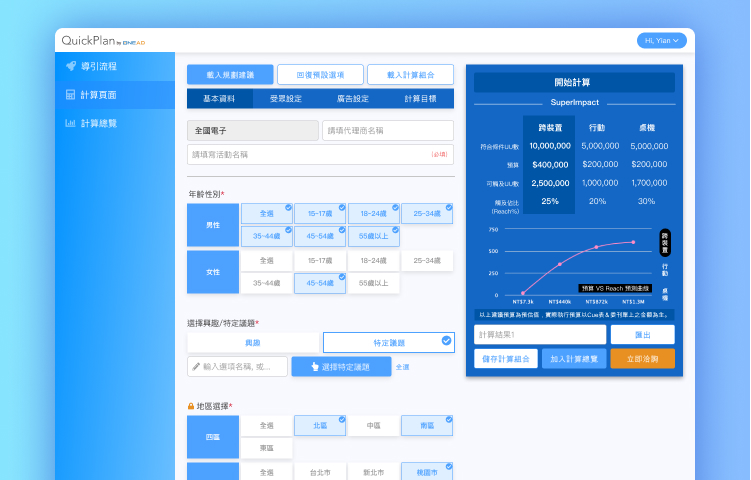 QuickPlan by ONEAD
Hi, Yian
導引流程
計算頁面
計算總覽
載入規劃建議
回復預設選項
載入計算組合
基本資料
受眾設定
廣告設定
計算目標
全國電子
請填代理商名稱
請填寫活動名稱
(必填)
年齡性別*
男性
全選
15-17歲
18-24歲
25-34歲
35-44歲
45-54歲
55歲以上
女性
全選
15-17歲
18-24歲
25-34歲
35-44歲
45-54歲
55歲以上
選擇興趣/特定議題*
興趣
特定議題
輸入選項名稱, 或...
選擇特定議題
全選
地區選擇*
四區
全選
北區
中區
南區
東區
全選
台北市
新北市
桃園市
開始計算
SuperImpact
跨裝置 行動 桌機
符合條件UU數 10,000,000 5,000,000 5,000,000
預算 $400,000 $200,000 $200,000
可觸及UU數 2,500,000 1,000,000 1,700,000
觸及佔比 25% 20% 30%
(Reach%)
750
500
250
0
NT$7.3k NT$440k NT$872k NT$1.3M
預算 VS Reach 預測曲線
跨裝置
行動
桌機
以上建議預算為預估值，實際執行預算以Cue表&委刊單上之金額為主。
計算結果1
匯出
儲存計算組合
加入計算總覽
立即洽詢